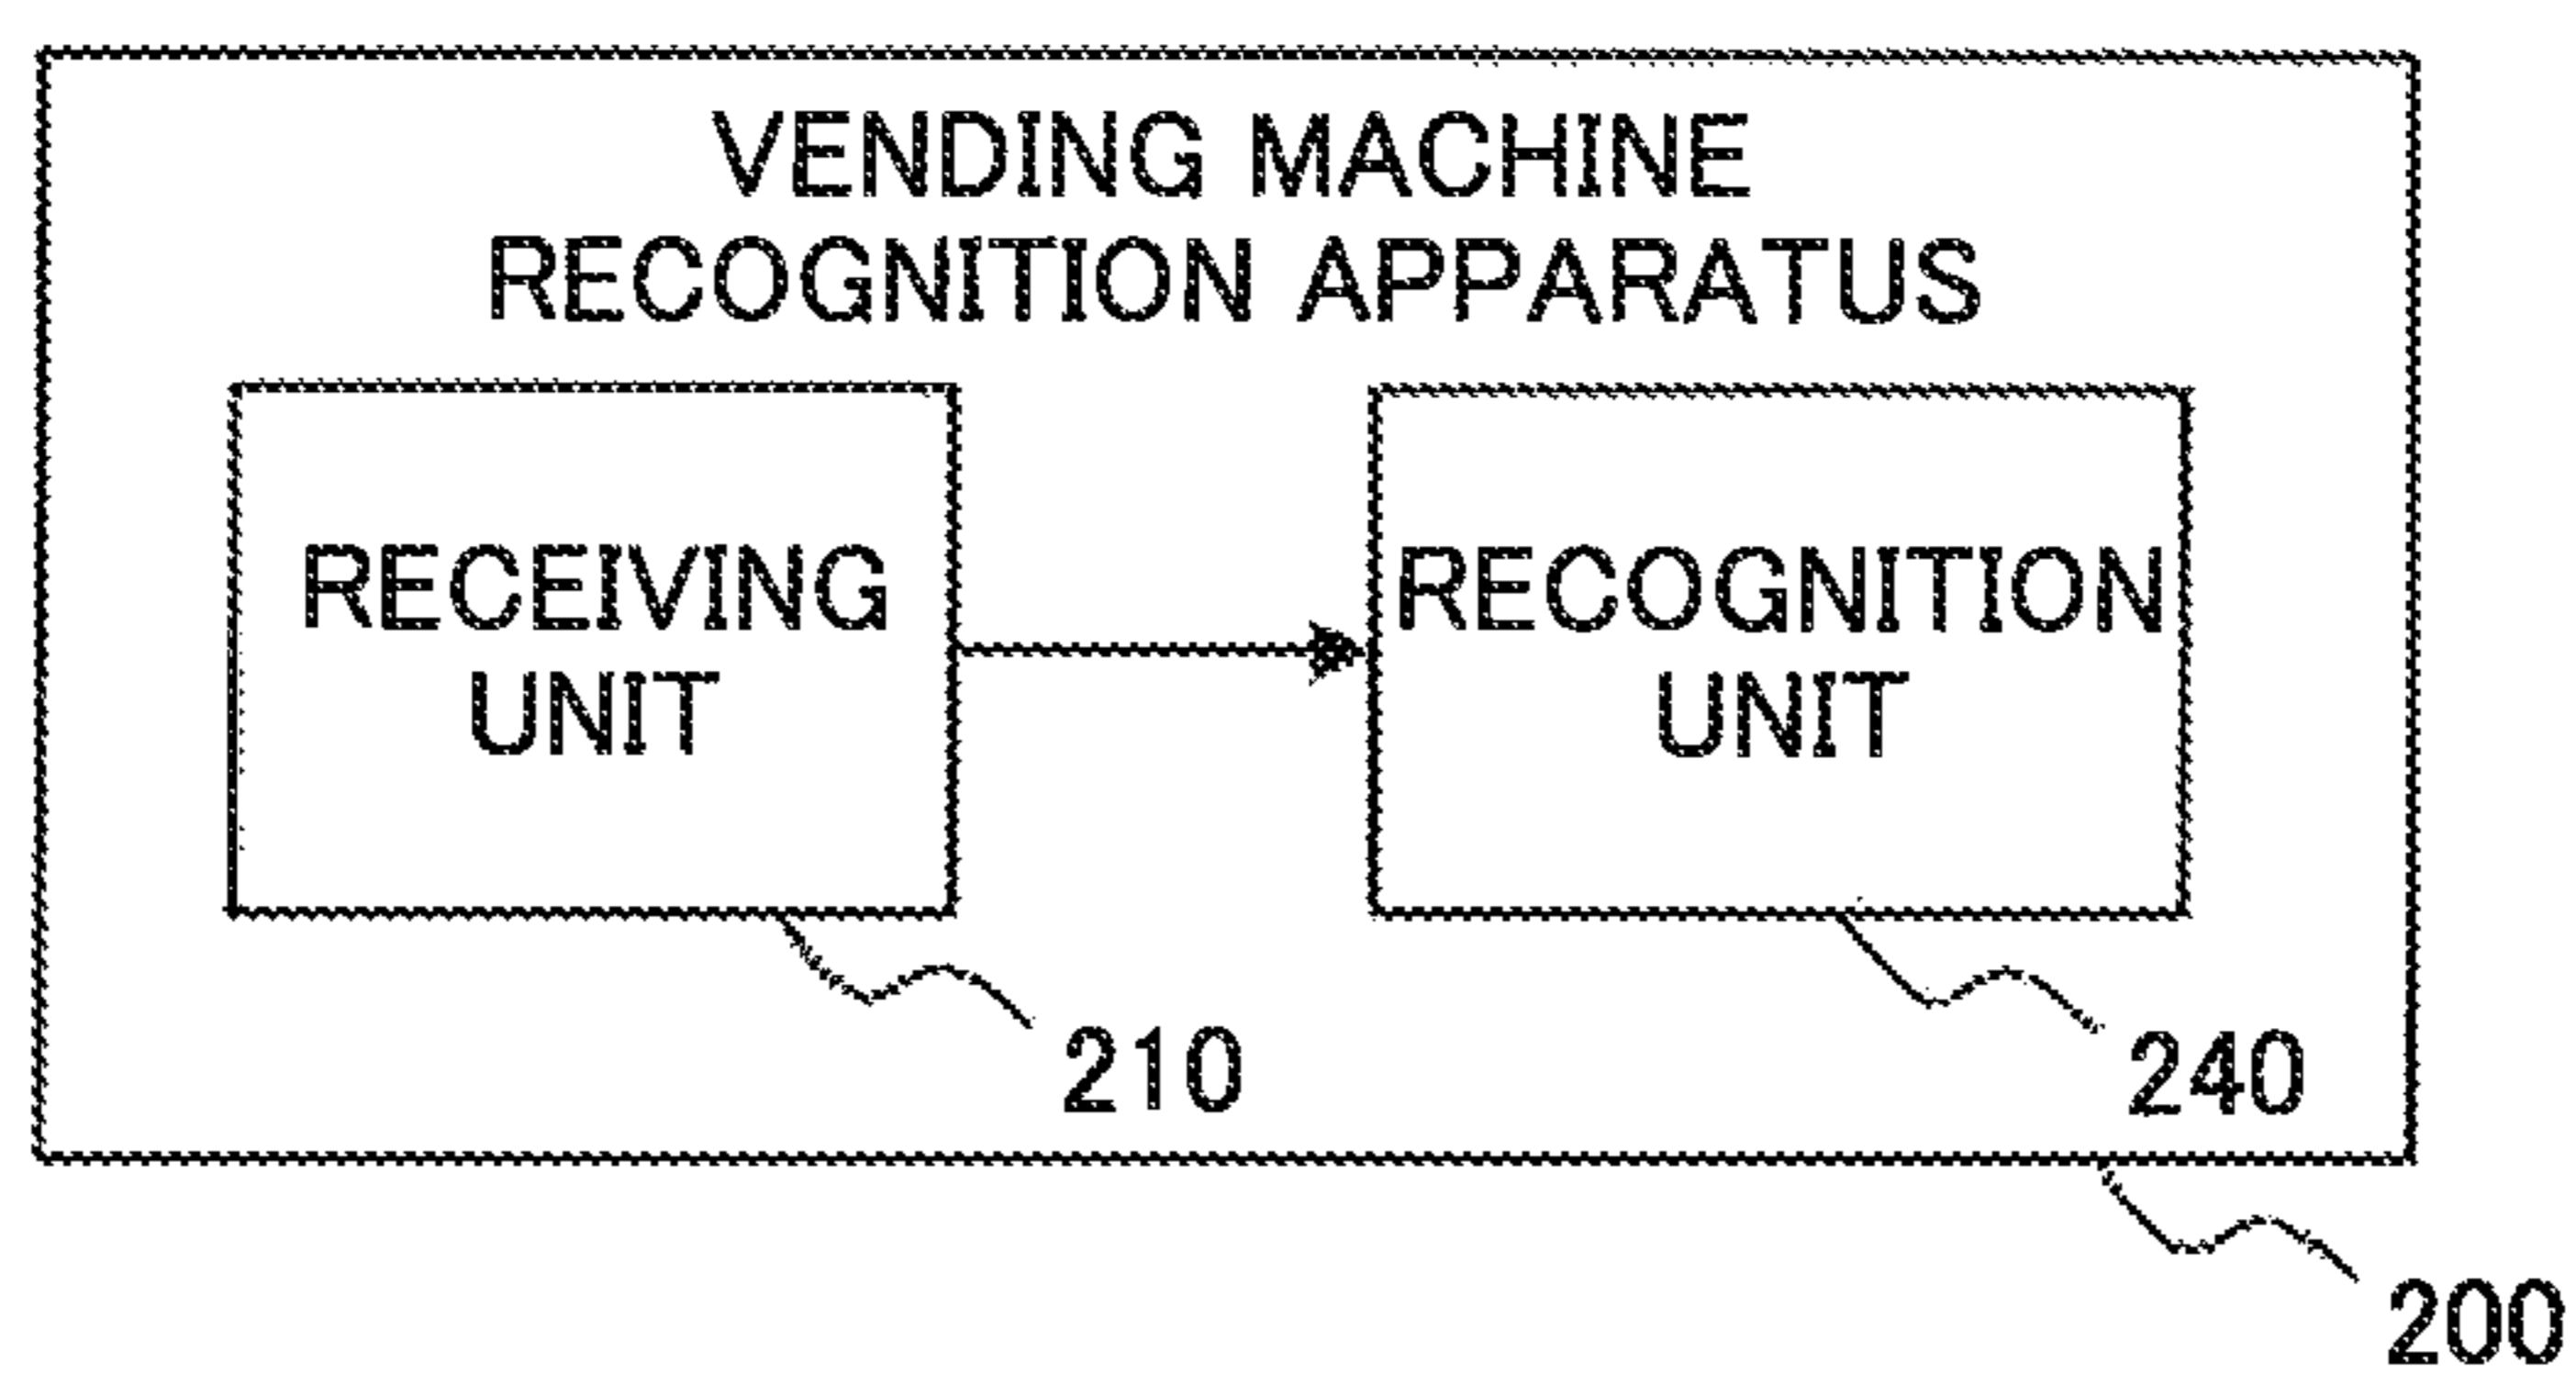 VENDING MACHINE
RECOGNITION APPARATUS
RECEIVING
UNIT
RECOGNITION
UNIT
210
240
200